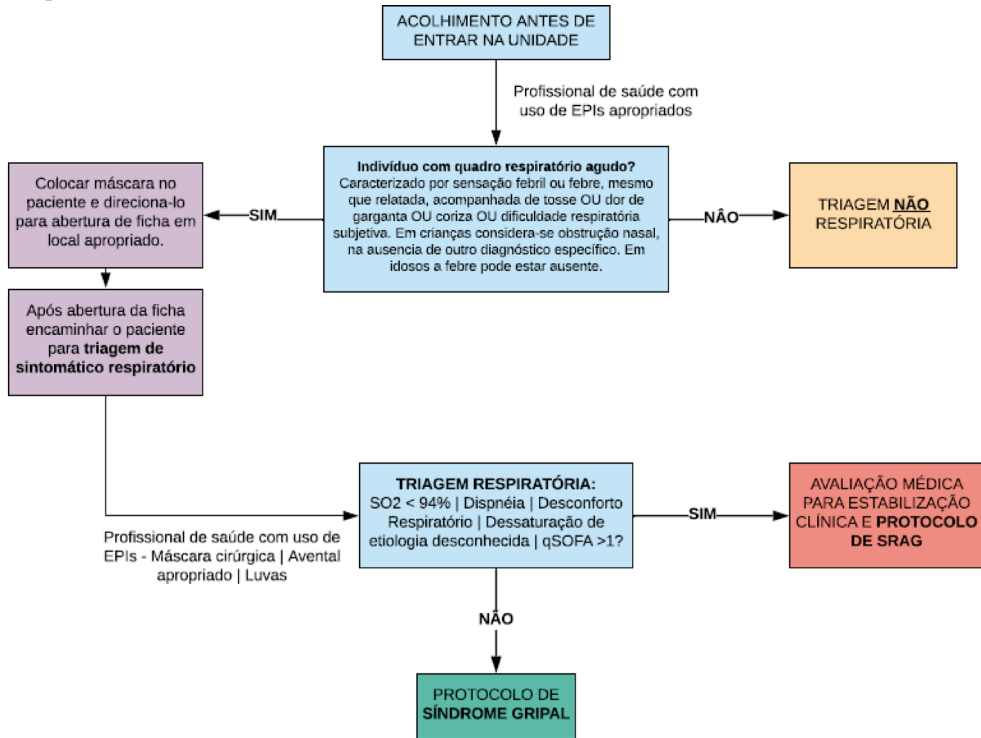 ACOLHIMENTO ANTES DE
ENTRAR NA UNIDADE
Profissional de saúde com
uso de EPIs apropriados
Indivíduo com quadro respiratório agudo?
Caracterizado por sensação febril ou febre, mesmo
que relatada, acompanhada de tosse OU dor de
garganta OU coriza OU dificuldade respiratória
subjetiva. Em crianças considera-se obstrução nasal,
na ausencia de outro diagnóstico específico. Em
idosos a febre pode estar ausente.
SIM
NÂO
Colocar máscara no
paciente e direciona-lo
para abertura de ficha em
local apropriado.
TRIAGEM NÃO
RESPIRATÓRIA
Após abertura da ficha
encaminhar o paciente
para triagem de
sintomático respiratório
Profissional de saúde com uso de
EPIs - Máscara cirúrgica | Avental
apropriado | Luvas
TRIAGEM RESPIRATÓRIA:
SO2 < 94% | Dispnéia | Desconforto
Respiratório | Dessaturação de
etiologia desconhecida | qSOFA >1?
SIM
AVALIAÇÃO MÉDICA
PARA ESTABILIZAÇÃO
CLÍNICA E PROTOCOLO
DE SRAG
NÃO
PROTOCOLO DE
SÍNDROME GRIPAL